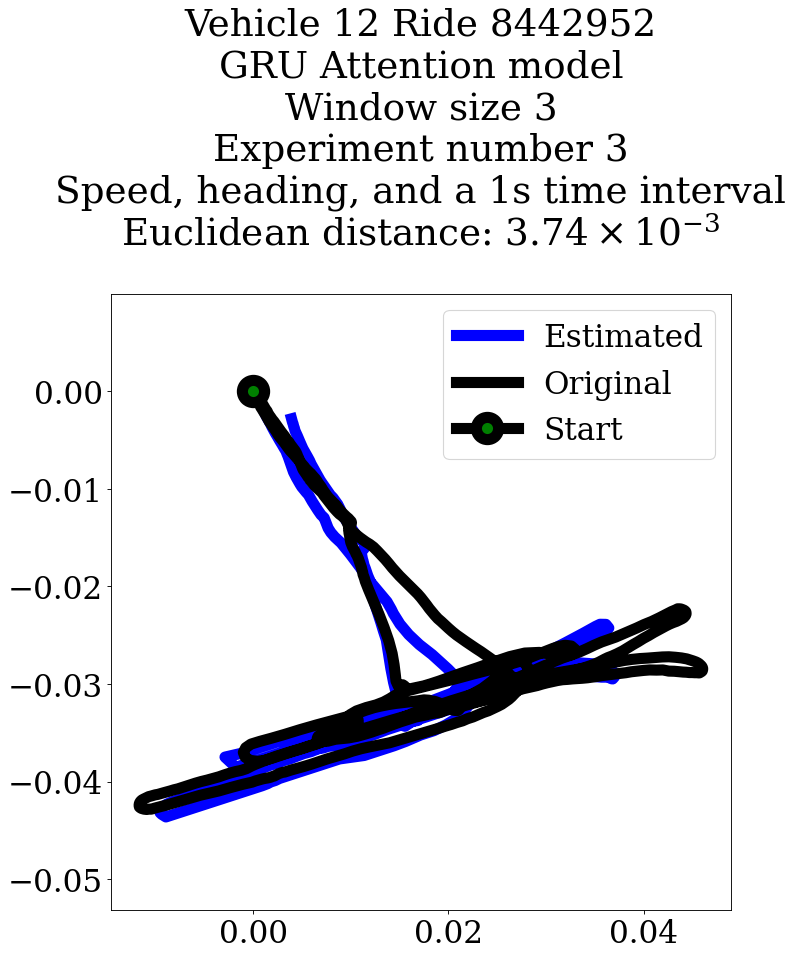 Vehicle 12 Ride 8442952
GRU Attention model
Window size 3
Experiment number 3
Speed, heading, and a 1s time interval
Euclidean distance: 3.74 × 10⁻³
Estimated
Original
Start
0.00
−0.01
−0.02
−0.03
−0.04
−0.05
0.00 0.02 0.04